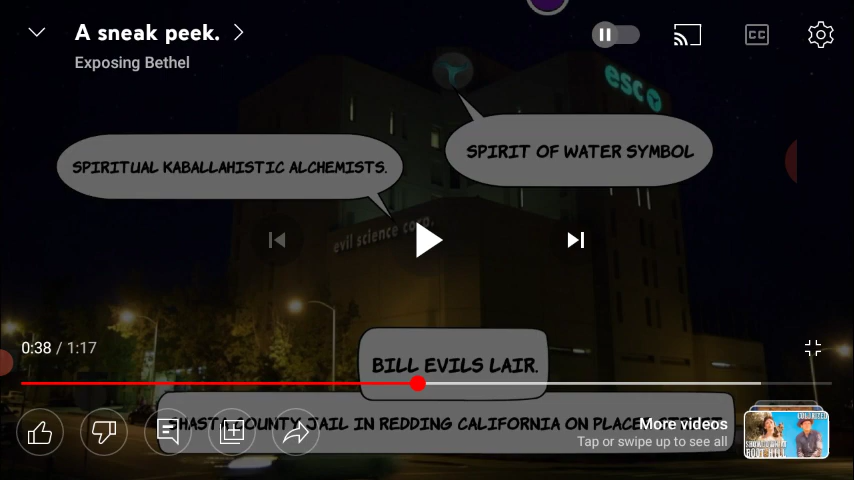 A sneak peek.
Exposing Bethel
CC
esc
SPIRITUAL KABALLAHISTIC ALCHEMISTS.
SPIRIT OF WATER SYMBOL
evil science corp.
0:38 / 1:17
BILL EVILS LAIR.
SHASTA COUNTY JAIL IN REDDING CALIFORNIA ON PLACER
More videos
Tap or swipe up to see all